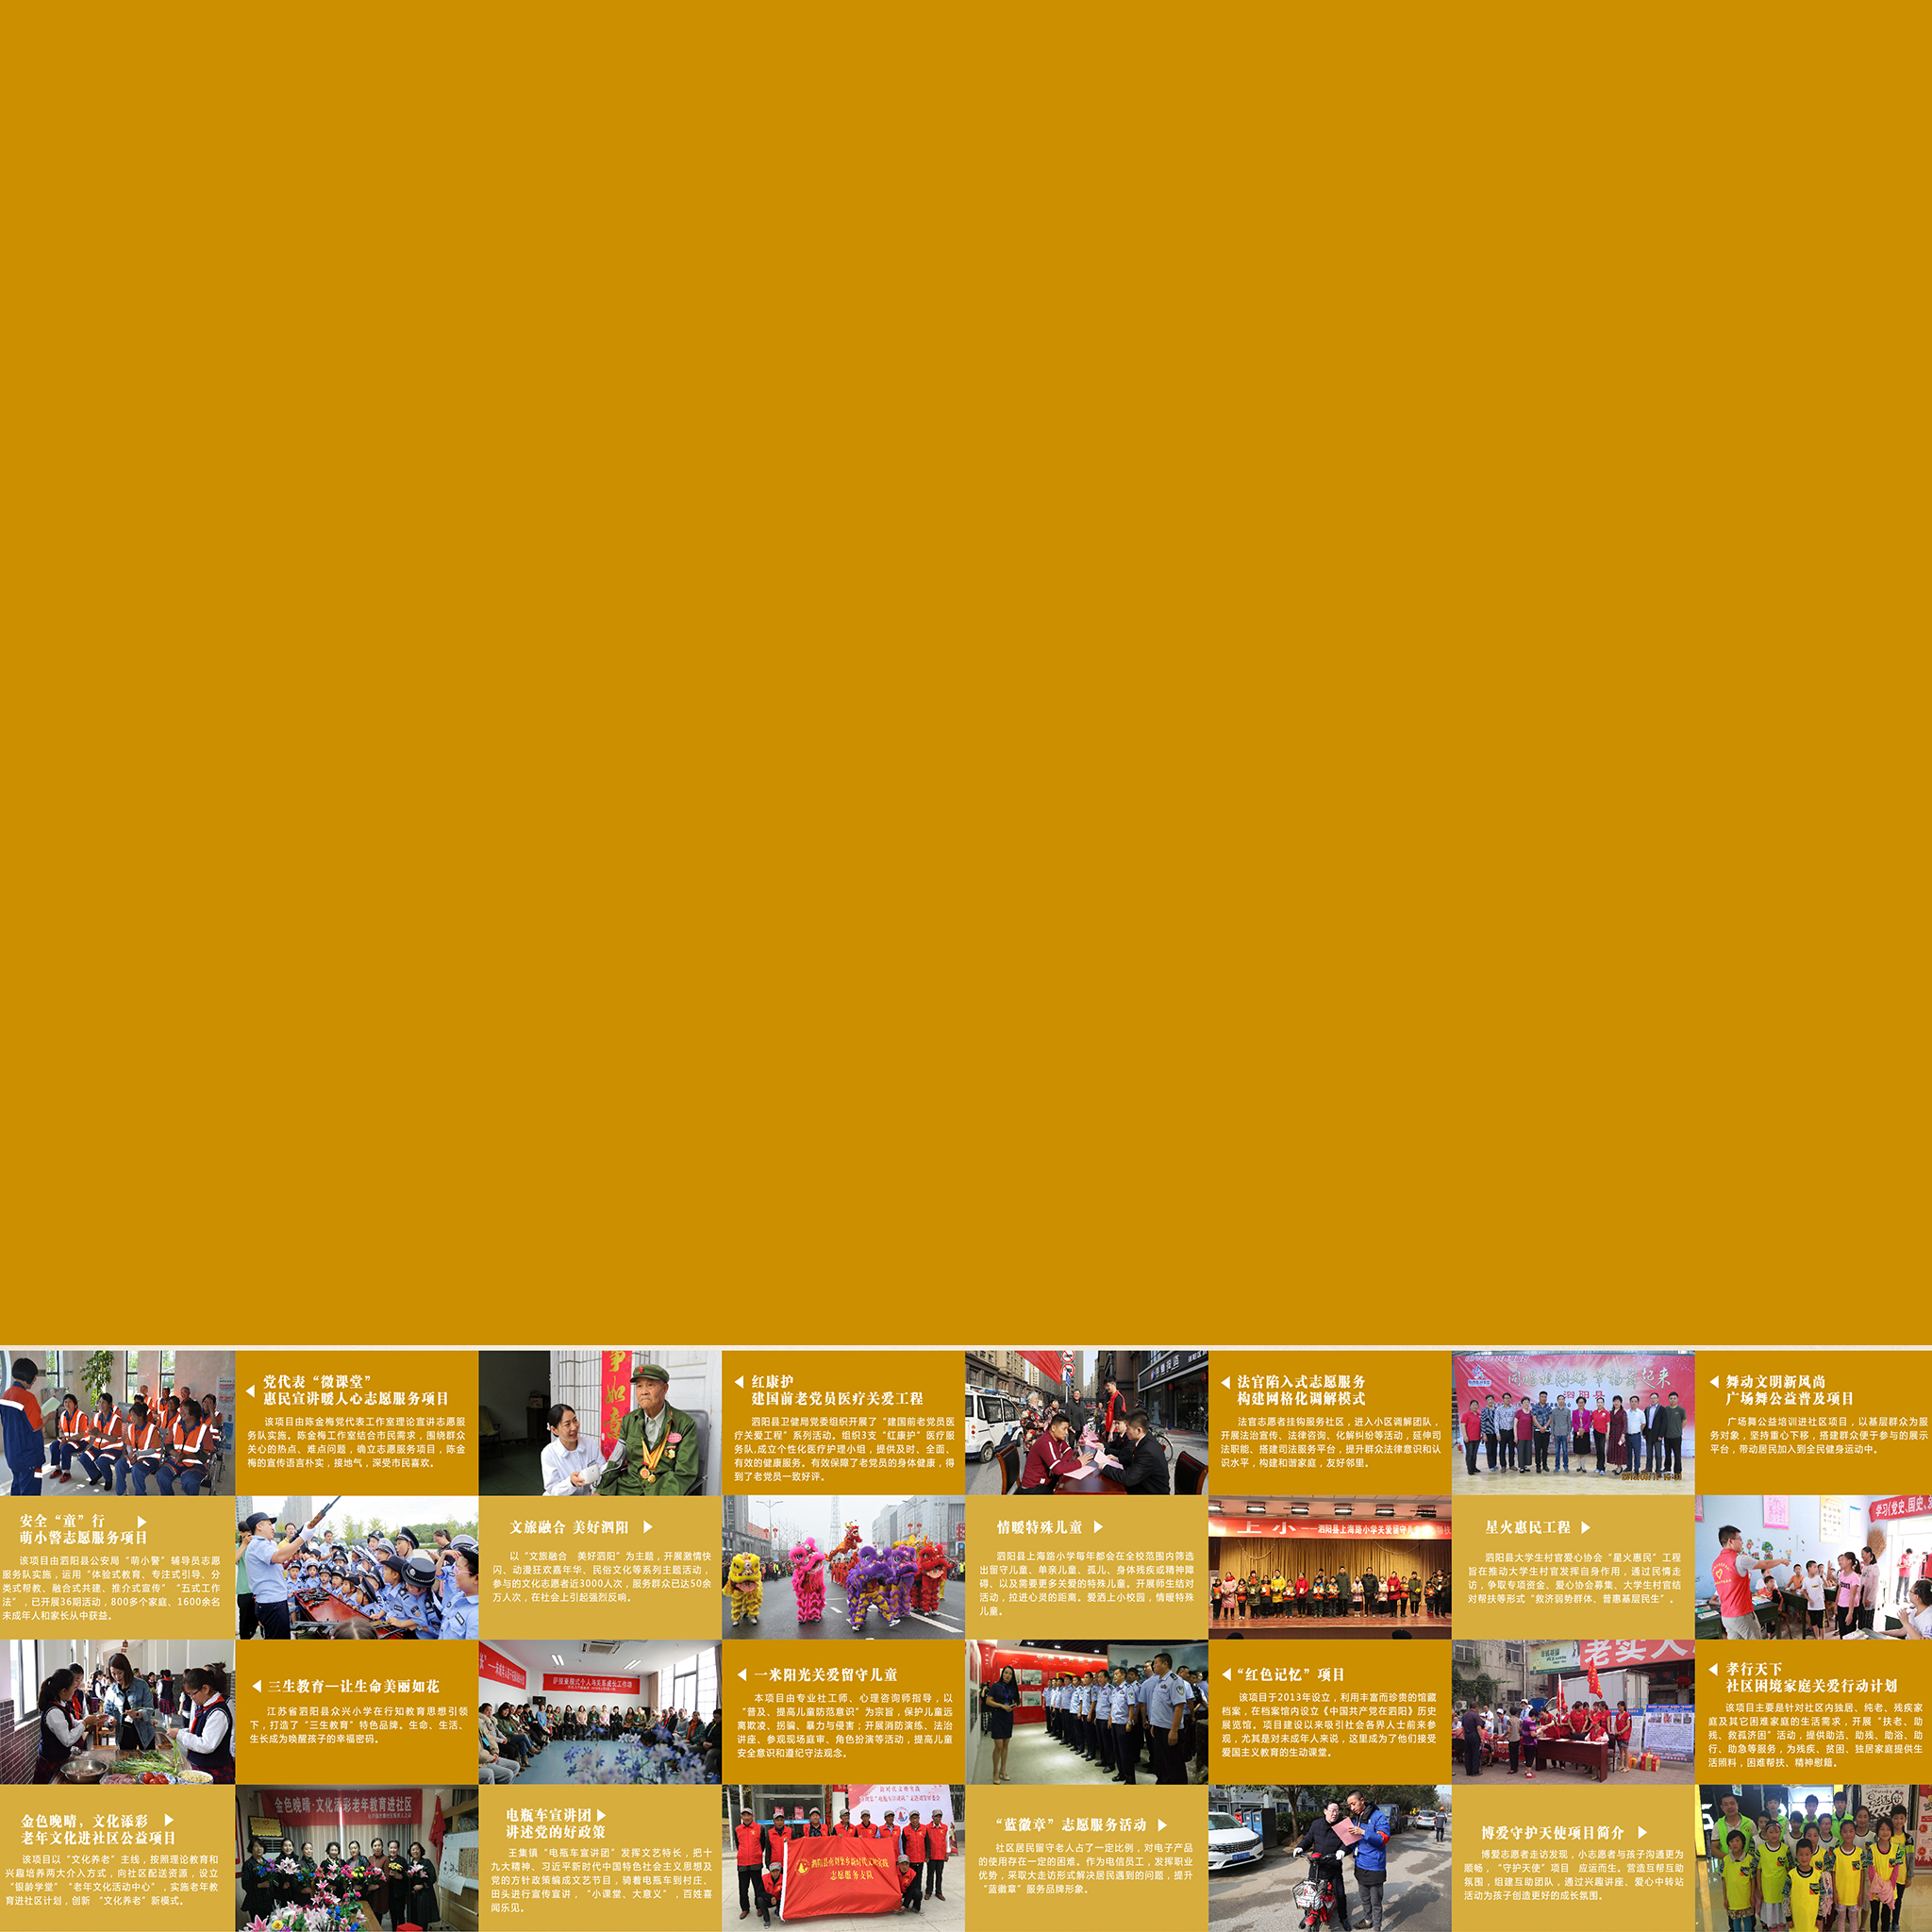 党代表“微课堂”
惠民宣讲暖人心志愿服务项目
该项目由陈金梅党代表工作室理论宣讲志愿服
务队实施。陈金梅工作室结合市民需求，围绕群众
关心的热点、难点问题，确立志愿服务项目，陈金
梅的宣传语言朴实，接地气，深受市民喜欢。
红康护
建国前老党员医疗关爱工程
泗阳县卫健局党委组织开展了“建国前老党员医
疗关爱工程”系列活动。组织3支“红康护”医疗服
务队,成立个性化医疗护理小组，提供及时、全面、
有效的健康服务。有效保障了老党员的身体健康，得
到了老党员一致好评。
法官陷入式志愿服务
构建网格化调解模式
法官志愿者挂钩服务社区，进入小区调解团队，
开展法治宣传、法律咨询、化解纠纷等活动，延伸司
法职能、搭建司法服务平台，提升群众法律意识和认
识水平，构建和谐家庭，友好邻里。
泗阳县
舞动文明新风尚
广场舞公益普及项目
广场舞公益培训进社区项目，以基层群众为服
务对象，坚持重心下移，搭建群众便于参与的展示
平台，带动居民加入到全民健身运动中。
安全“童”行
萌小警志愿服务项目
该项目由泗阳县公安局“萌小警”辅导员志愿
服务队实施，运用“体验式教育、专注式引导、分
类式帮教、融合式共建、推介式宣传”“五式工作
法”，已开展36期活动，800多个家庭、1600余名
未成年人和家长从中获益。
文旅融合 美好泗阳
以“文旅融合 美好泗阳”为主题，开展激情快
闪、动漫狂欢嘉年华、民俗文化等系列主题活动，
参与的文化志愿者近3000人次，服务群众已达50余
万人次，在社会上引起强烈反响。
情暖特殊儿童
泗阳县上海路小学每年都会在全校范围内筛选
出留守儿童、单亲儿童、孤儿、身体残疾或精神障
碍、以及需要更多关爱的特殊儿童。开展师生结对
活动，拉进心灵的距离。爱洒上小校园，情暖特殊
儿童。
泗阳县上海路小学关爱留守儿
星火惠民工程
泗阳县大学生村官爱心协会“星火惠民”工程
旨在推动大学生村官发挥自身作用，通过民情走
访，争取专项资金、爱心协会募集、大学生村官结
对帮扶等形式“救济弱势群体、普惠基层民生”。
学习(党史、国史、
三生教育—让生命美丽如花
江苏省泗阳县众兴小学在行知教育思想引领
下，打造了“三生教育”特色品牌。生命、生活、
生长成为唤醒孩子的幸福密码。
萨提亚模式个人与关系成长工作坊
一米阳光关爱留守儿童
本项目由专业社工师、心理咨询师指导，以
“普及、提高儿童防范意识”为宗旨，保护儿童远
离欺凌、拐骗、暴力与侵害；开展消防演练、法治
讲座、参观现场庭审、角色扮演等活动，提高儿童
安全意识和遵纪守法观念。
“红色记忆”项目
该项目于2013年设立，利用丰富而珍贵的馆藏
档案，在档案馆内设立《中国共产党在泗阳》历史
展览馆。项目建设以来吸引社会各界人士前来参
观，尤其是对未成年人来说，这里成为了他们接受
爱国主义教育的生动课堂。
老实人
孝行天下
社区困境家庭关爱行动计划
该项目主要是针对社区内独居、纯老、残疾家
庭及其它困难家庭的生活需求，开展“扶老、助
残、救孤济困”活动，提供助洁、助残、助浴、助
行、助急等服务，为残疾、贫困、独居家庭提供生
活照料，困难帮扶、精神慰籍。
金色晚晴，文化添彩
老年文化进社区公益项目
该项目以“文化养老”主线，按照理论教育和
兴趣培养两大介入方式，向社区配送资源，设立
“银龄学堂”“老年文化活动中心”，实施老年教
育进社区计划，创新 “文化养老”新模式。
金色晚晴·文化添彩老年教育进社区
电瓶车宣讲团
讲述党的好政策
王集镇“电瓶车宣讲团”发挥文艺特长，把十
九大精神、习近平新时代中国特色社会主义思想及
党的方针政策编成文艺节目，骑着电瓶车到村庄、
田头进行宣传宣讲，“小课堂、大意义”，百姓喜
闻乐见。
志愿服务支队
“蓝徽章”志愿服务活动
社区居民留守老人占了一定比例，对电子产品
的使用存在一定的困难。作为电信员工，发挥职业
优势，采取大走访形式解决居民遇到的问题，提升
“蓝徽章”服务品牌形象。
博爱守护天使项目简介
博爱志愿者走访发现，小志愿者与孩子沟通更为
顺畅，“守护天使”项目 应运而生。营造互帮互助
氛围，组建互助团队，通过兴趣讲座、爱心中转站
活动为孩子创造更好的成长氛围。